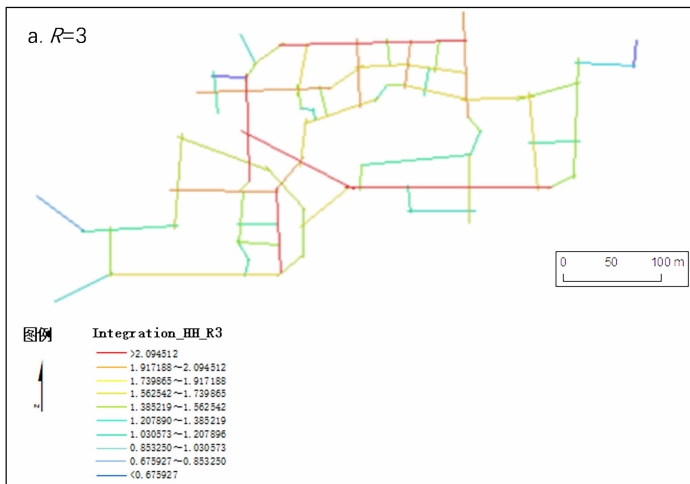 a. R=3
0 50 100 m
图例 Integration_HH_R3
>2.094512
1.917188～2.094512
1.739865～1.917188
1.562542～1.739865
1.385219～1.562542
1.207890～1.385219
1.030573～1.207896
0.853250～1.030573
0.675927～0.853250
<0.675927
z